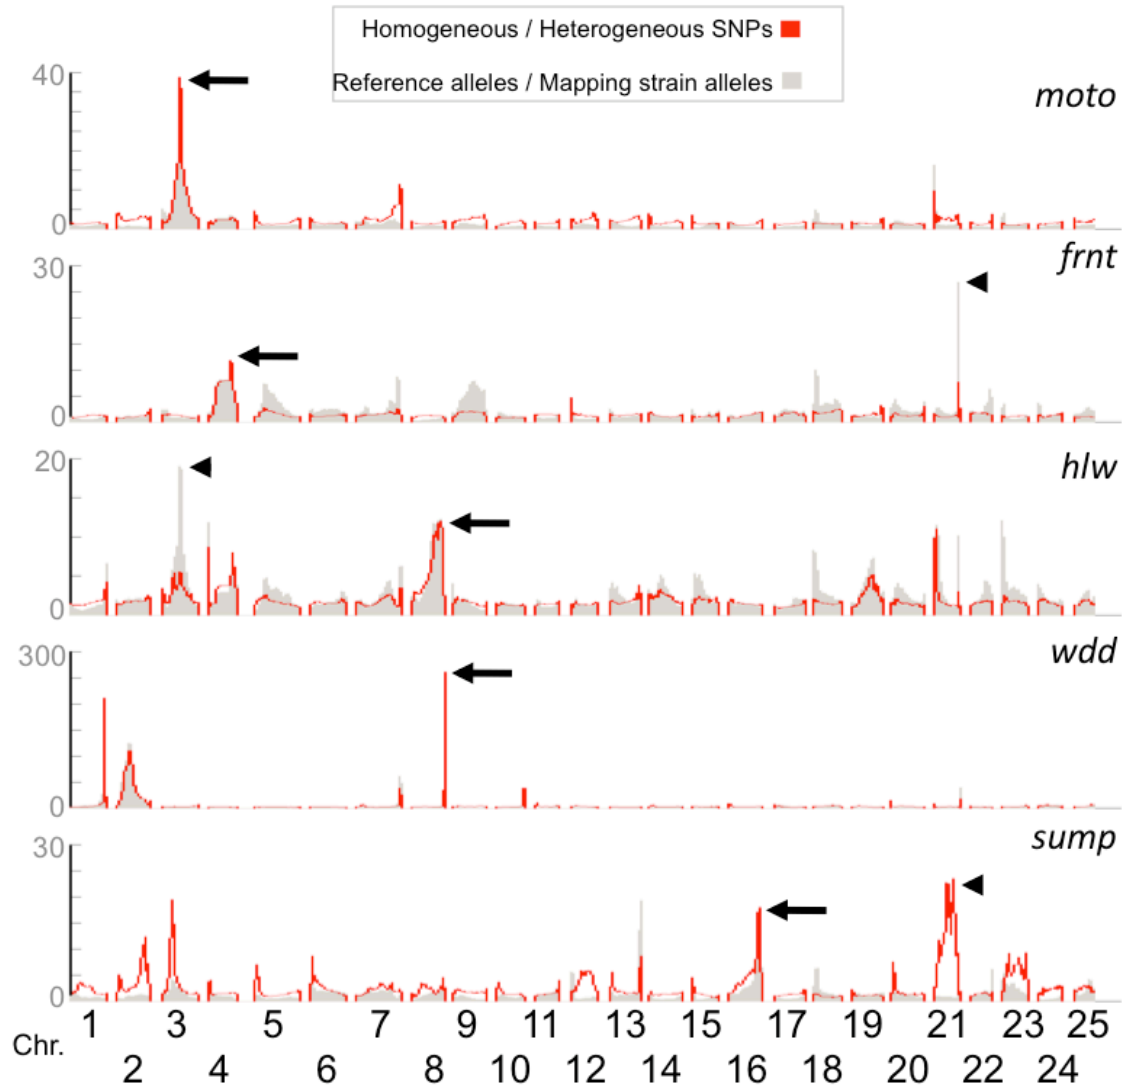 Homogeneous / Heterogeneous SNPs
Reference alleles / Mapping strain alleles
40
0
moto
30
0
frnt
20
0
hlw
300
0
wdd
30
0
sump
Chr.
1 3 5 7 9 11 13 15 17 19 21 23 25
2 4 6 8 10 12 14 16 18 20 22 24